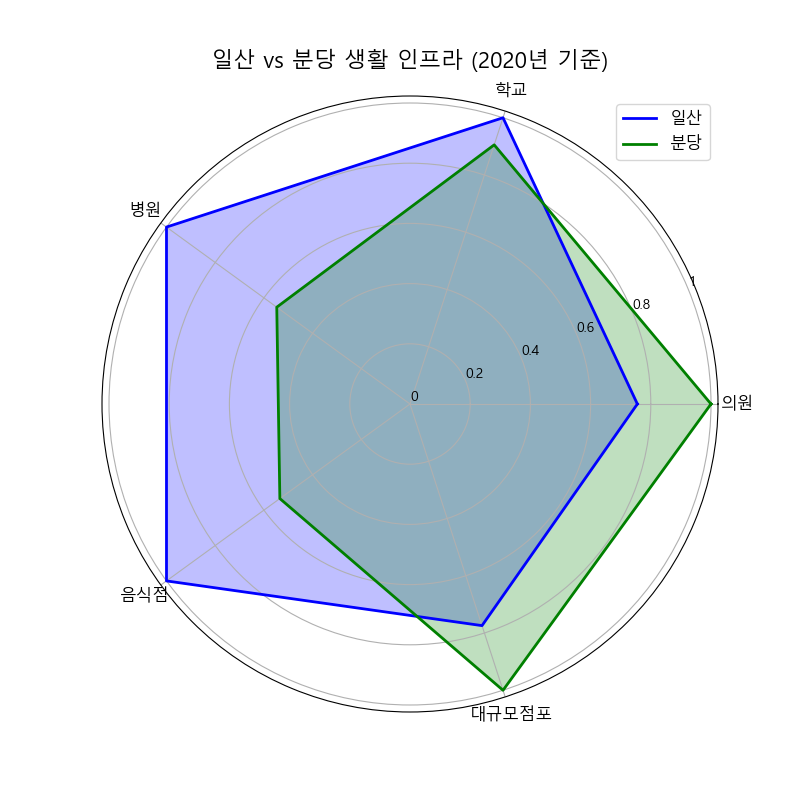 일산 vs 분당 생활 인프라 (2020년 기준)
학교
일산
분당
병원
1
0.8
0.6
0.4
0.2
0
의원
음식점
대규모점포